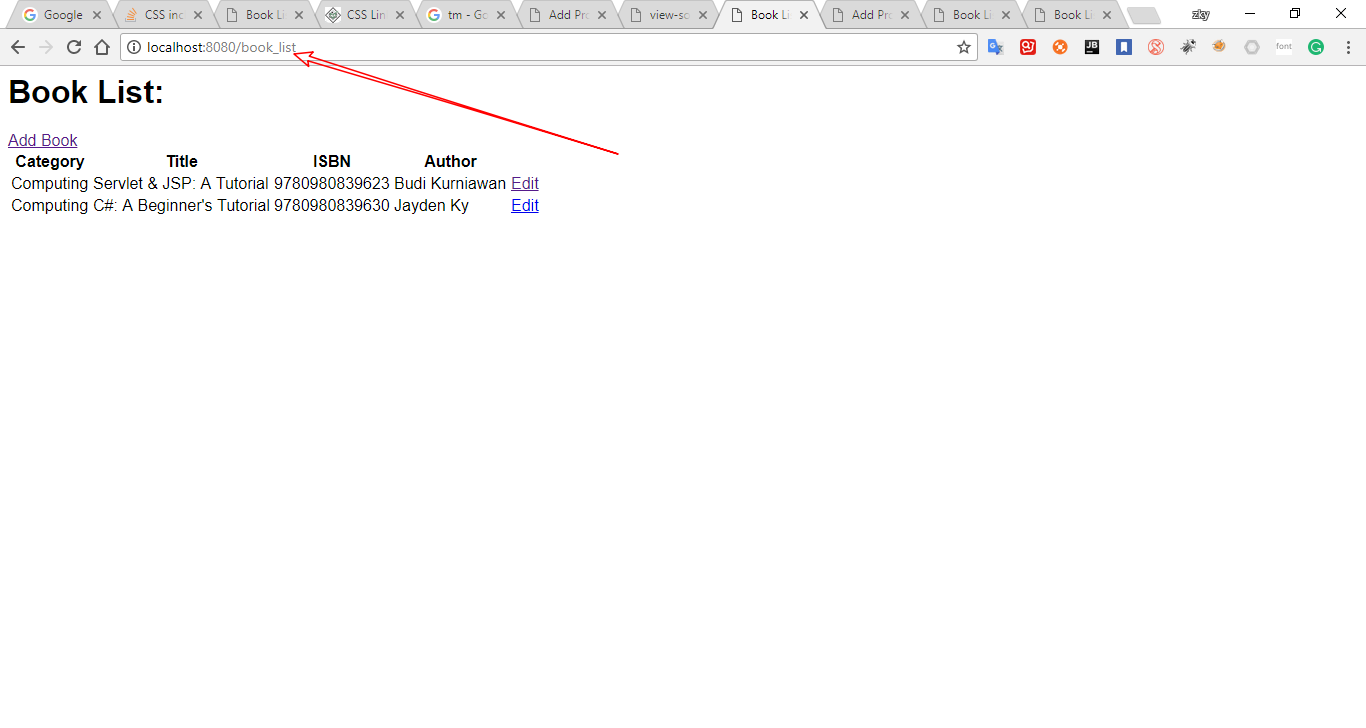 Google CSS inc Book Li CSS Lin tm - Go Add Pro view-so Book Li Add Pro Book Li Book Li zky
localhost:8080/book_list JB font
Book List:
Add Book
Category Title ISBN Author
Computing Servlet & JSP: A Tutorial 9780980839623 Budi Kurniawan Edit
Computing C#: A Beginner's Tutorial 9780980839630 Jayden Ky Edit